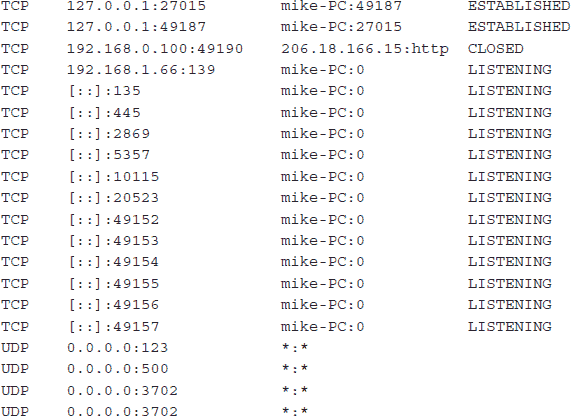 TCP 127.0.0.1:27015 mike-PC:49187 ESTABLISHED
TCP 127.0.0.1:49187 mike-PC:27015 ESTABLISHED
TCP 192.168.0.100:49190 206.18.166.15:http CLOSED
TCP 192.168.1.66:139 mike-PC:0 LISTENING
TCP [::]:135 mike-PC:0 LISTENING
TCP [::]:445 mike-PC:0 LISTENING
TCP [::]:2869 mike-PC:0 LISTENING
TCP [::]:5357 mike-PC:0 LISTENING
TCP [::]:10115 mike-PC:0 LISTENING
TCP [::]:20523 mike-PC:0 LISTENING
TCP [::]:49152 mike-PC:0 LISTENING
TCP [::]:49153 mike-PC:0 LISTENING
TCP [::]:49154 mike-PC:0 LISTENING
TCP [::]:49155 mike-PC:0 LISTENING
TCP [::]:49156 mike-PC:0 LISTENING
TCP [::]:49157 mike-PC:0 LISTENING
UDP 0.0.0.0:123 *:*
UDP 0.0.0.0:500 *:*
UDP 0.0.0.0:3702 *:*
UDP 0.0.0.0:3702 *:*